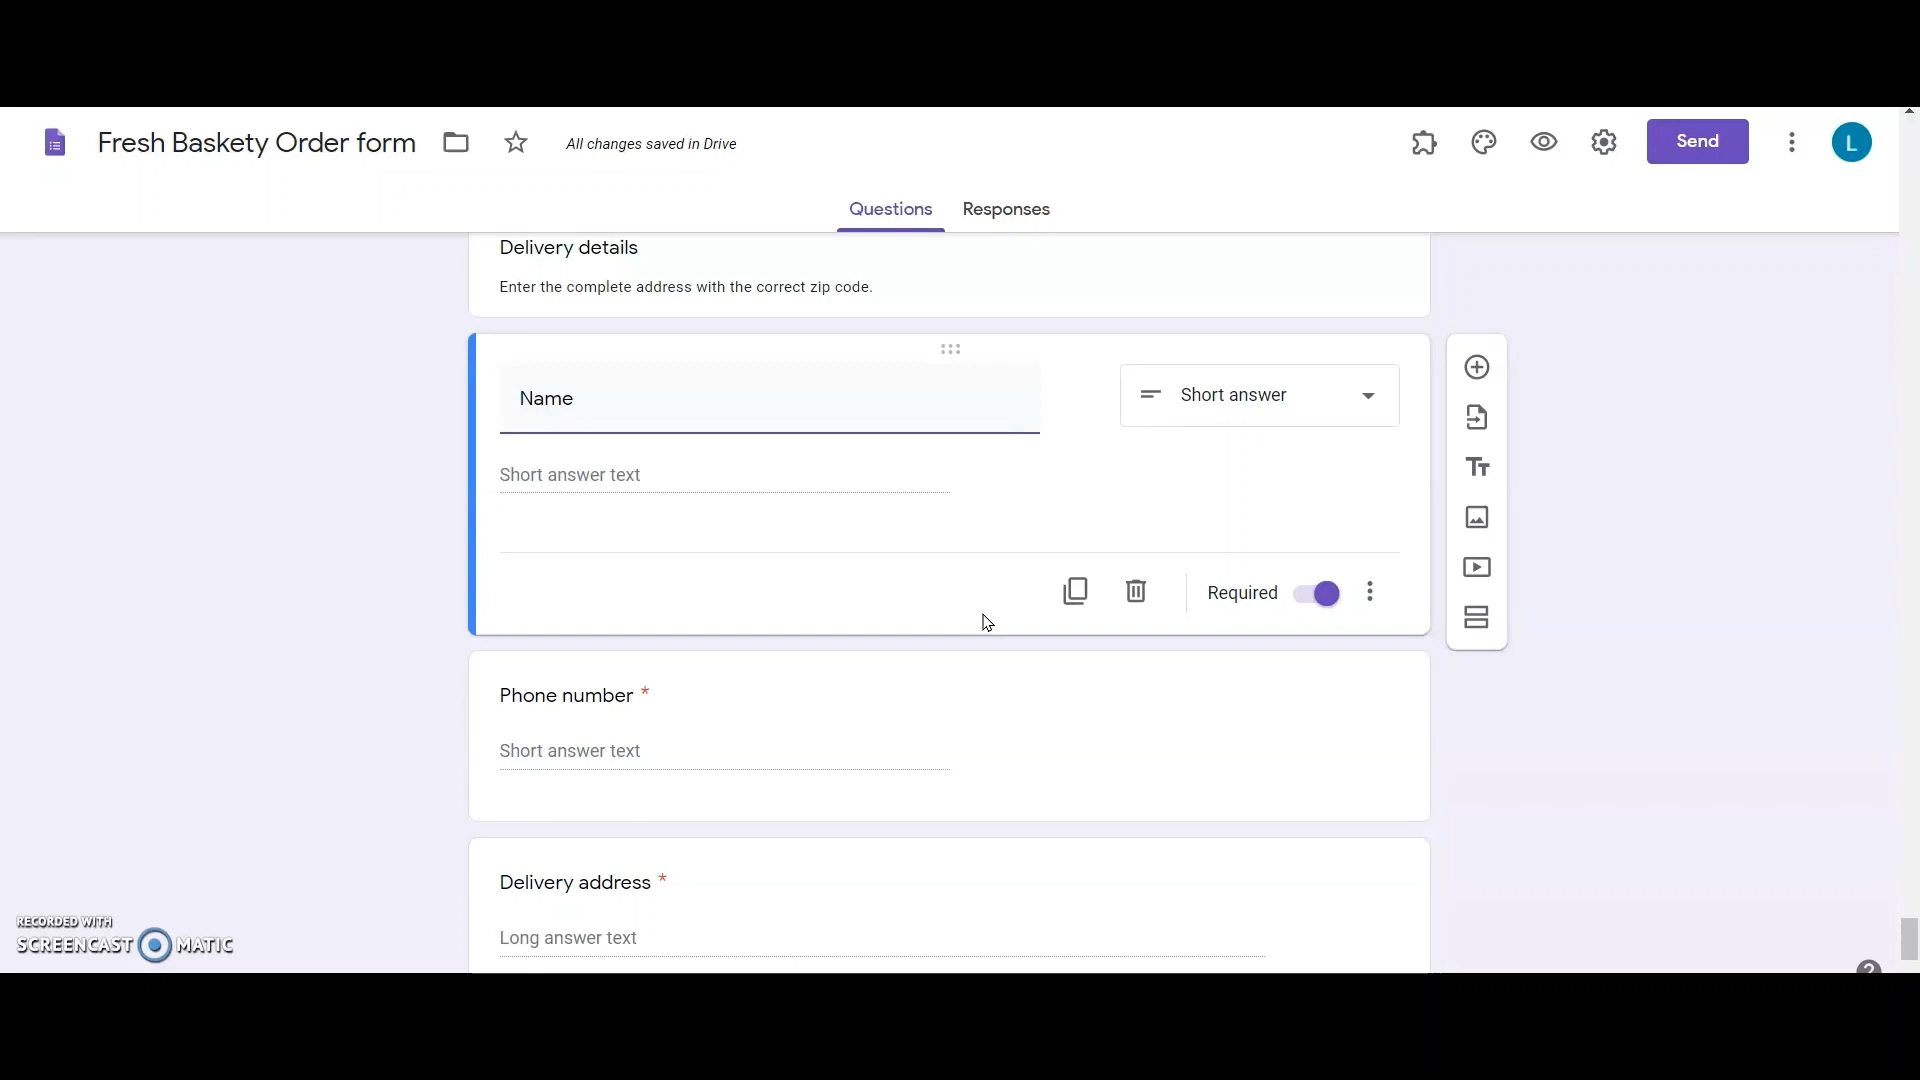 Fresh Baskety Order form
All changes saved in Drive
Send
L
Questions
Responses
Delivery details
Enter the complete address with the correct zip code.
Name
Short answer
Short answer text
Required
Phone number *
Short answer text
Delivery address *
Long answer text
RECORDED WITH
SCREENCAST MATIC
?